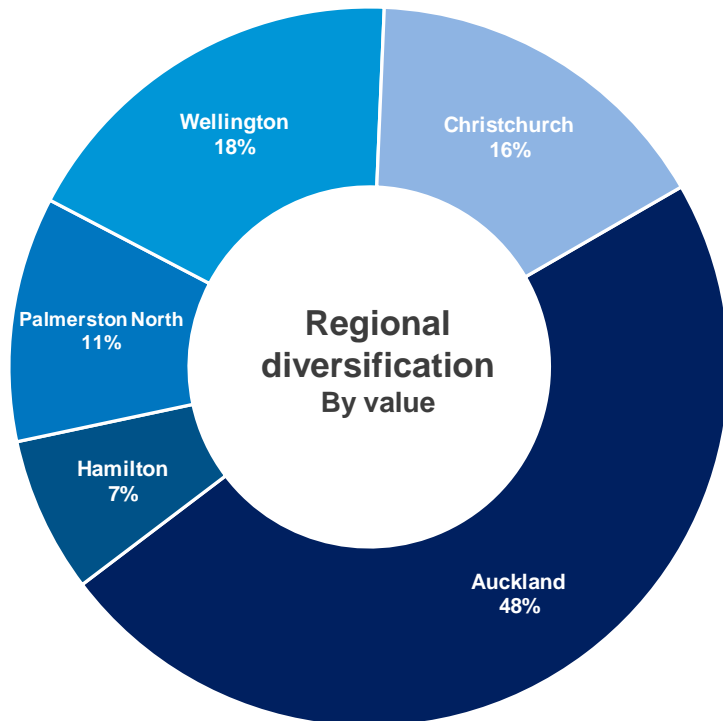 Wellington
18%
Christchurch
16%
Palmerston North
11%
Regional
diversification
By value
Hamilton
7%
Auckland
48%